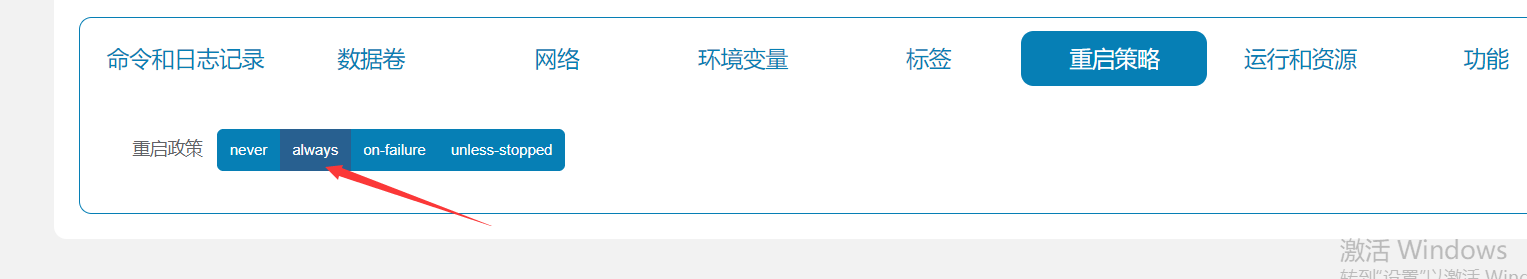 命令和日志记录 数据卷 网络 环境变量 标签 重启策略 运行和资源 功能
重启政策 never always on-failure unless-stopped
激活 Windows
转到"设置"以激活 Wind